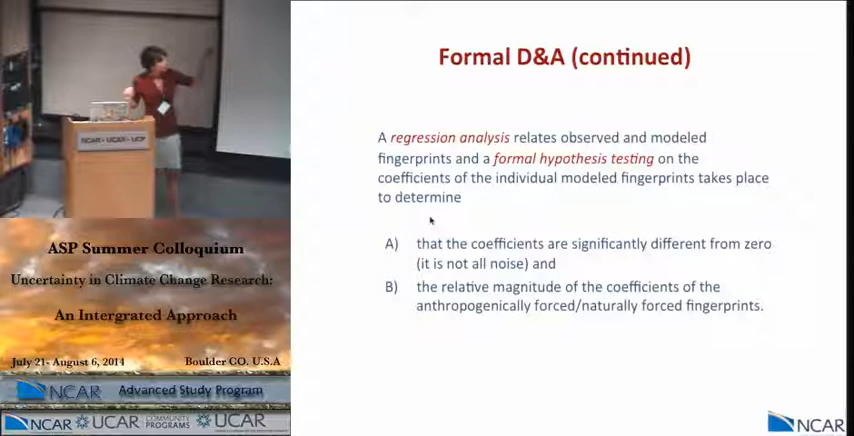 Formal D&A (continued)
A regression analysis relates observed and modeled
fingerprints and a formal hypothesis testing on the
coefficients of the individual modeled fingerprints takes place
to determine
A) that the coefficients are significantly different from zero
(it is not all noise) and
B) the relative magnitude of the coefficients of the
anthropogenically forced/naturally forced fingerprints.
NCAR
NCAR • UCAR • UCP
ASP Summer Colloquium
Uncertainty in Climate Change Research:
An Intergrated Approach
July 21- August 6, 2014 Boulder CO. U.S.A
NCAR Advanced Study Program
NCAR UCAR COMMUNITY PROGRAMS UCAR